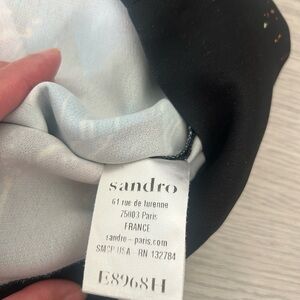 sandro
61 rue de turenne
75003 Paris
FRANCE
sandro-paris.com
SMCP USA - RN 132784
E8968H